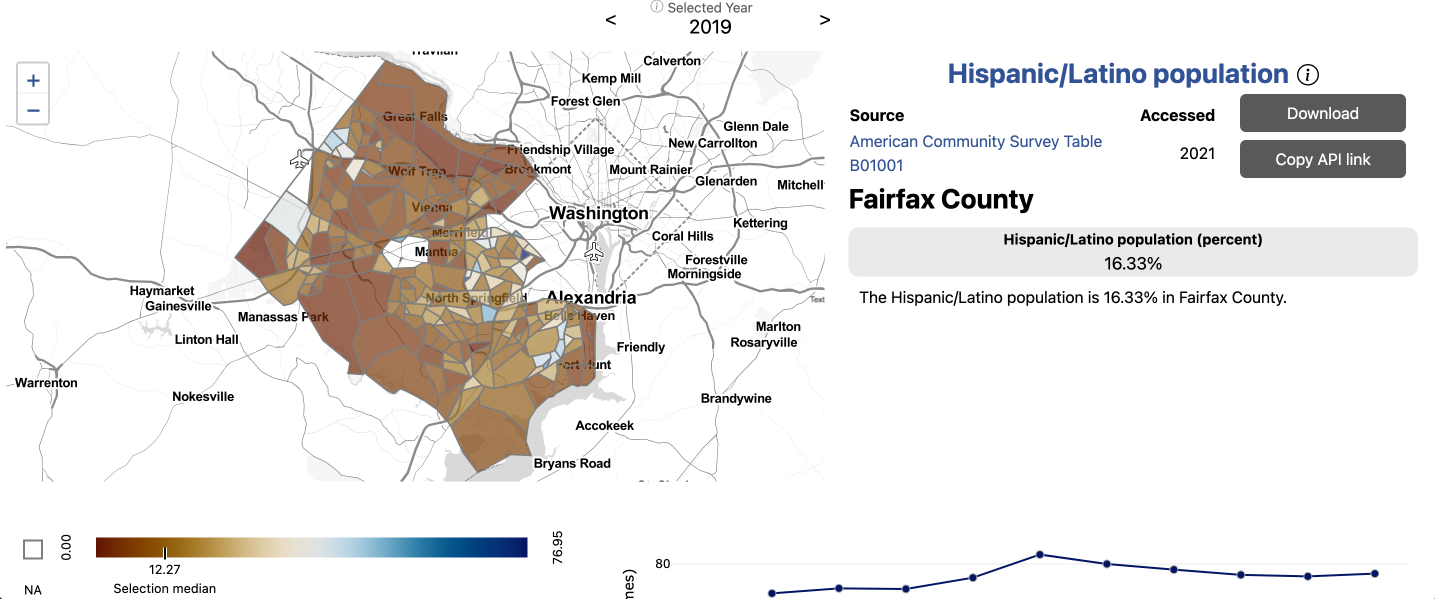 Selected Year
< 2019 >
+
−
Calverton
Kemp Mill
Forest Glen
Great Falls
Glenn Dale
New Carrollton
Friendship Village
Wolf Trap
Brookmont
Mount Rainier
Glenarden
Mitchell
Vienna
Washington
Kettering
Merrifield
Coral Hills
Mantua
Forestville
Morningside
Haymarket
Gainesville
North Springfield
Alexandria
Manassas Park
Belle Haven
Linton Hall
Marlton
Friendly
Rosaryville
Fort Hunt
Warrenton
Nokesville
Brandywine
Accokeek
Bryans Road
Hispanic/Latino population
Source
Accessed
Download
American Community Survey Table
B01001
2021
Copy API link
Fairfax County
Hispanic/Latino population (percent)
16.33%
The Hispanic/Latino population is 16.33% in Fairfax County.
NA
0.00
76.95
12.27
Selection median
80